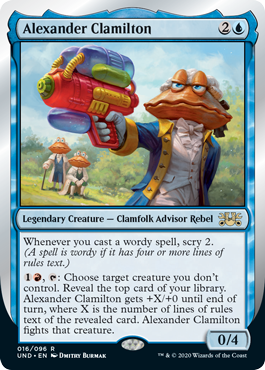 Alexander Clamilton 2
Legendary Creature — Clamfolk Advisor Rebel
Whenever you cast a wordy spell, scry 2.
(A spell is wordy if it has four or more lines of
rules text.)
1 , : Choose target creature you don't
control. Reveal the top card of your library.
Alexander Clamilton gets +X/+0 until end of
turn, where X is the number of lines of rules
text of the revealed card. Alexander Clamilton
fights that creature.
0/4
016/096 R
UND • EN DMITRY BURMAK
™ & © 2020 Wizards of the Coast